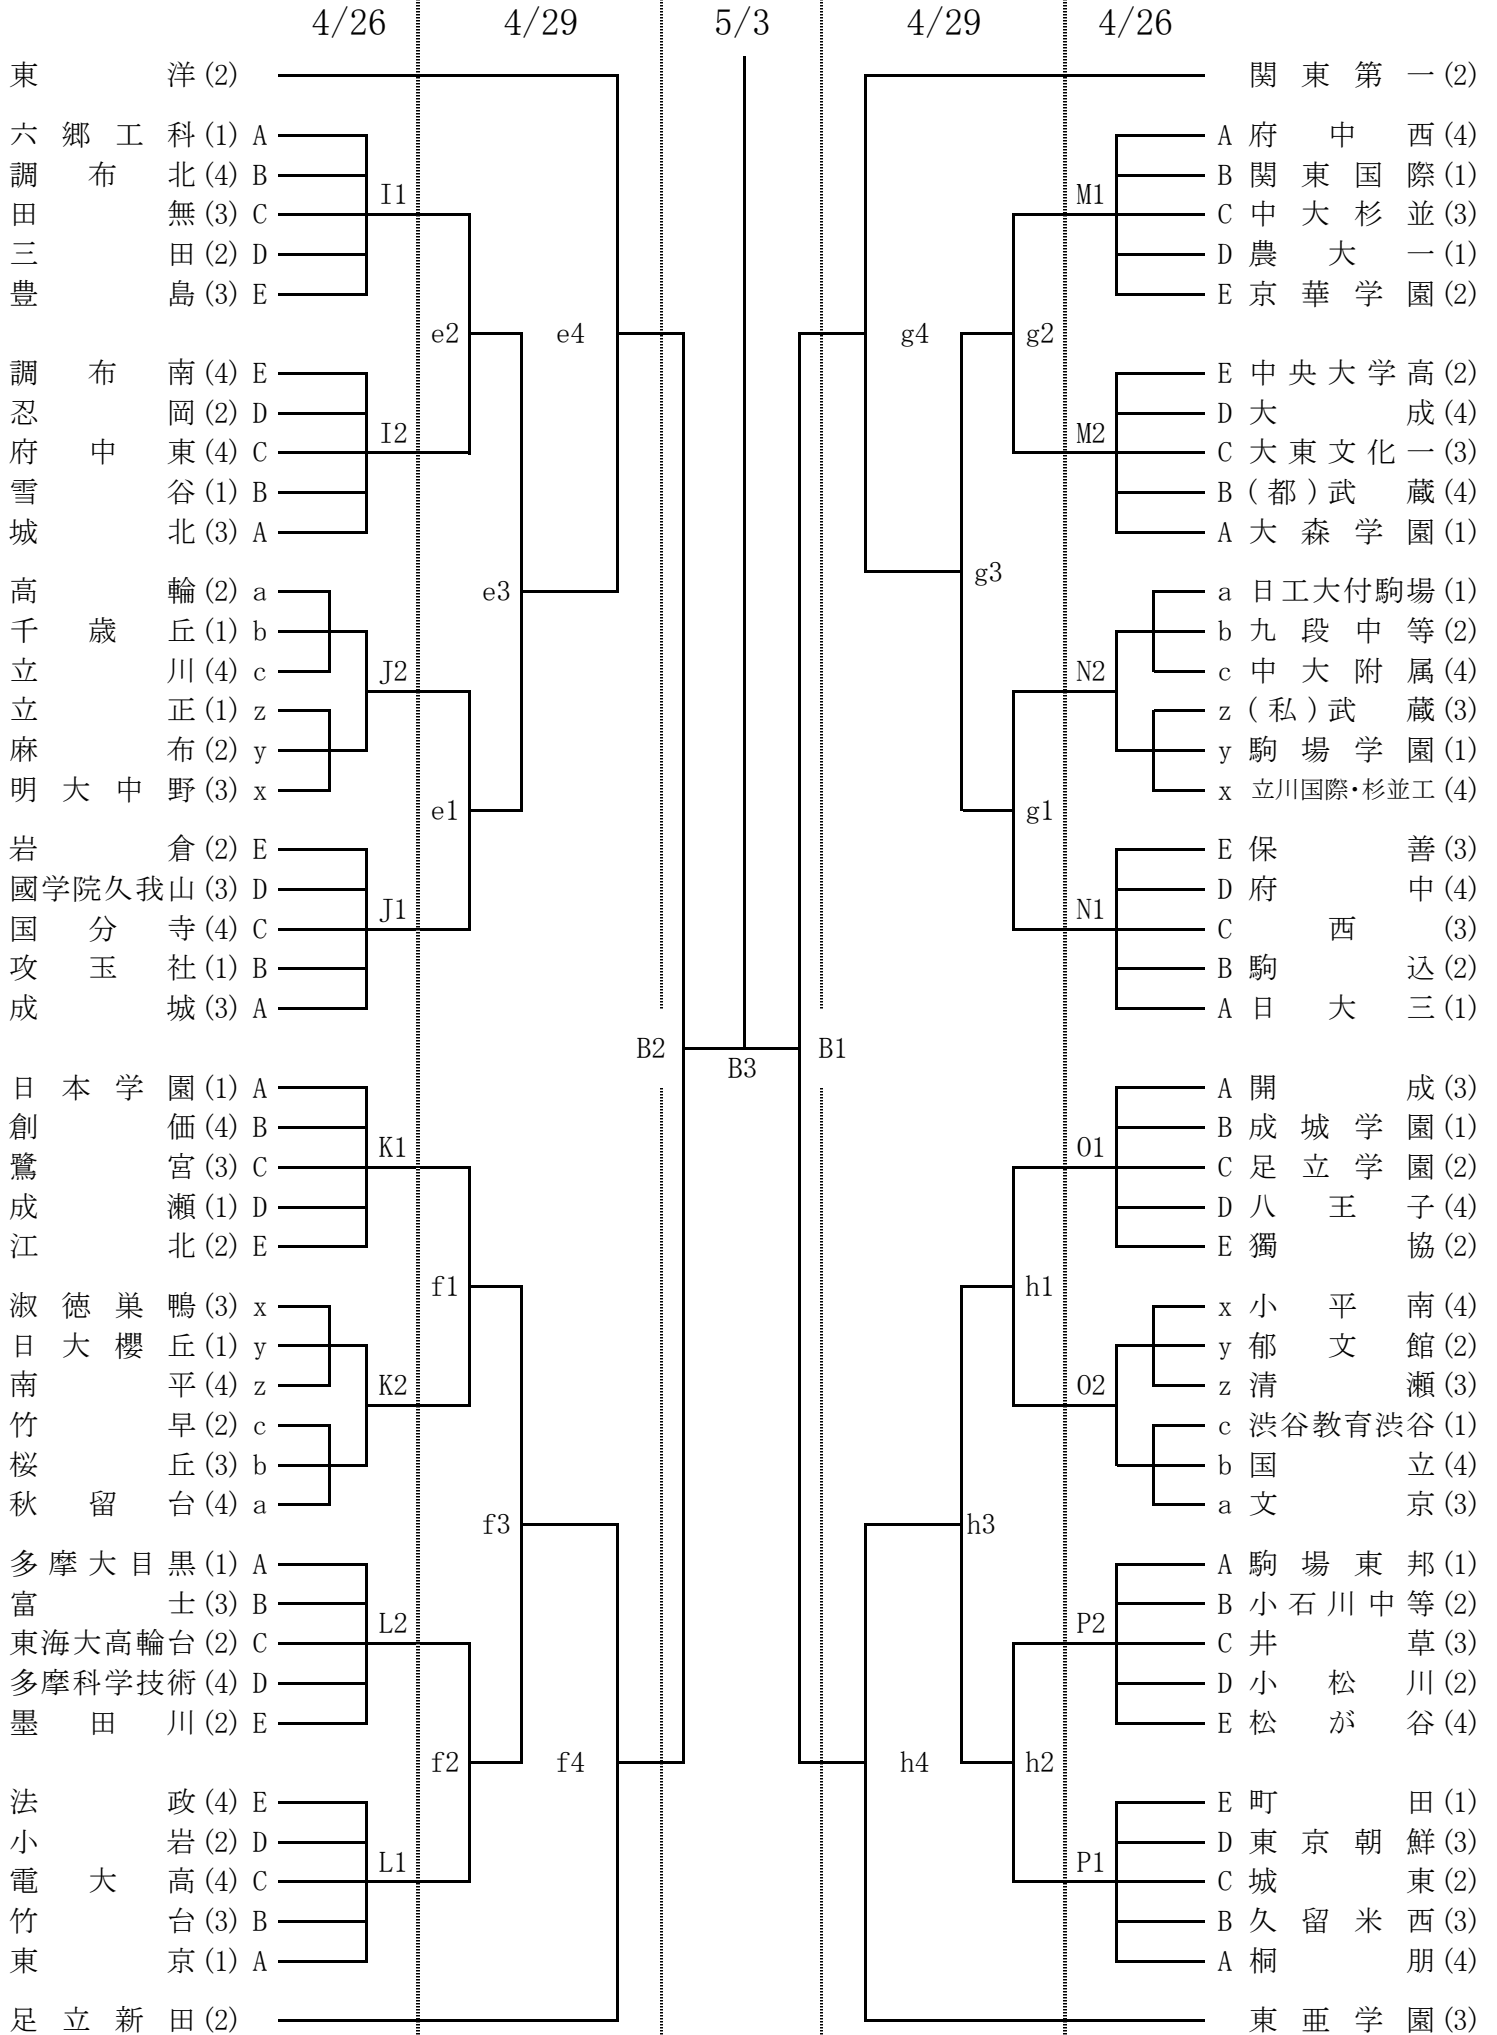 4/26 4/29 5/3 4/29 4/26
東洋(2)
六郷工科(1) A
調布北(4) B
I1
田無(3) C
三田(2) D
豊島(3) E
e2
e4
調布南(4) E
忍岡(2) D
I2
府中東(4) C
雪谷(1) B
城北(3) A
高輪(2) a
e3
千歳丘(1) b
立川(4) c
J2
立正(1) z
麻布(2) y
明大中野(3) x
e1
岩倉(2) E
國学院久我山(3) D
J1
国分寺(4) C
攻玉社(1) B
成城(3) A
B2
B3
B1
日本学園(1) A
創価(4) B
K1
鷺宮(3) C
成瀬(1) D
江北(2) E
f1
淑徳巣鴨(3) x
日大櫻丘(1) y
南平(4) z
K2
竹早(2) c
桜丘(3) b
秋留台(4) a
f3
多摩大目黒(1) A
富士(3) B
L2
東海大高輪台(2) C
多摩科学技術(4) D
墨田川(2) E
f2
f4
法政(4) E
小岩(2) D
L1
電大高(4) C
竹台(3) B
東京(1) A
足立新田(2)
関東第一(2)
A 府中西(4)
B 関東国際(1)
M1
C 中大杉並(3)
D 農大一(1)
E 京華学園(2)
g4
g2
E 中央大学高(2)
D 大成(4)
M2
C 大東文化一(3)
B (都)武蔵(4)
A 大森学園(1)
g3
a 日工大付駒場(1)
b 九段中等(2)
c 中大附属(4)
N2
z (私)武蔵(3)
y 駒場学園(1)
x 立川国際・杉並工(4)
g1
E 保善(3)
D 府中(4)
N1
C 西(3)
B 駒込(2)
A 日大三(1)
A 開成(3)
B 成城学園(1)
O1
C 足立学園(2)
D 八王子(4)
E 獨協(2)
h1
x 小平南(4)
y 郁文館(2)
z 清瀬(3)
O2
c 渋谷教育渋谷(1)
b 国立(4)
a 文京(3)
h3
A 駒場東邦(1)
B 小石川中等(2)
P2
C 井草(3)
D 小松川(2)
E 松が谷(4)
h4
h2
E 町田(1)
D 東京朝鮮(3)
P1
C 城東(2)
B 久留米西(3)
A 桐朋(4)
東亜学園(3)